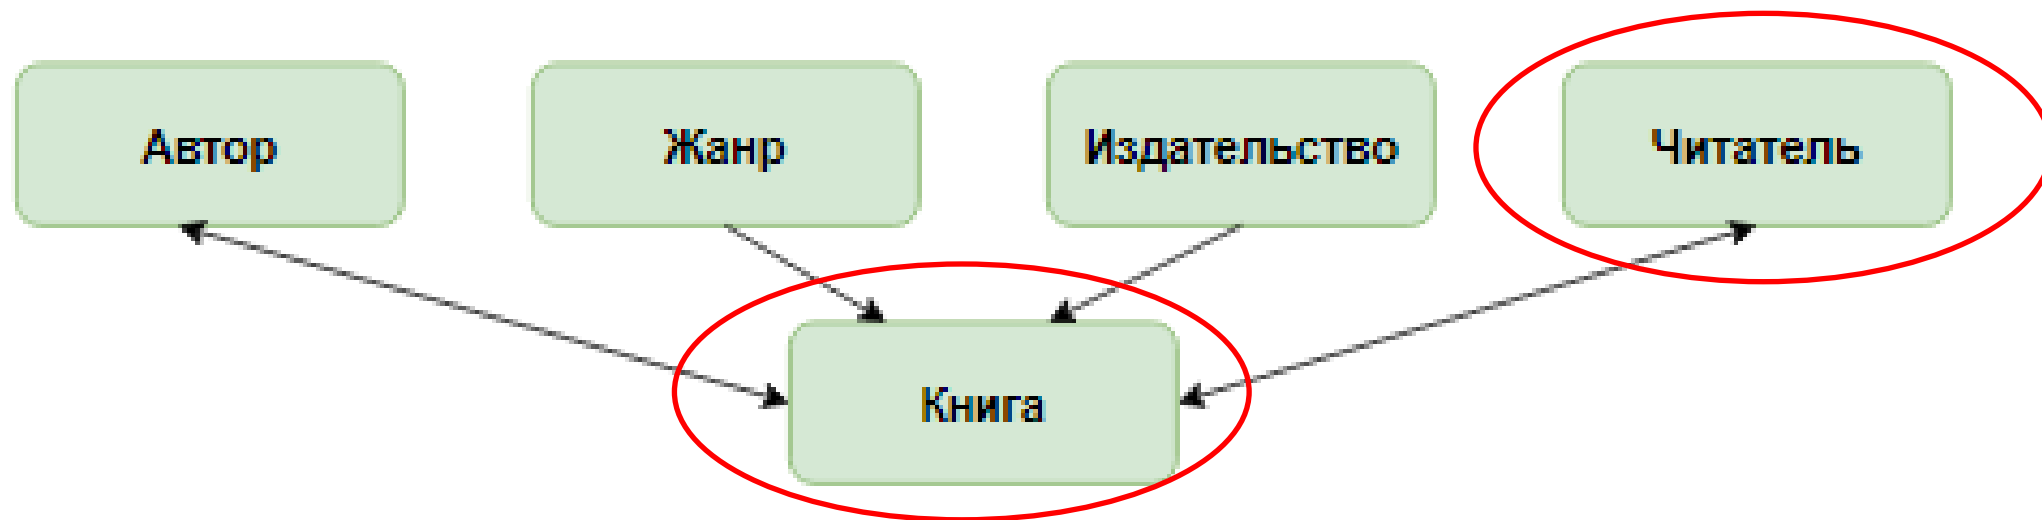 Автор
Жанр
Издательство
Читатель
Книга